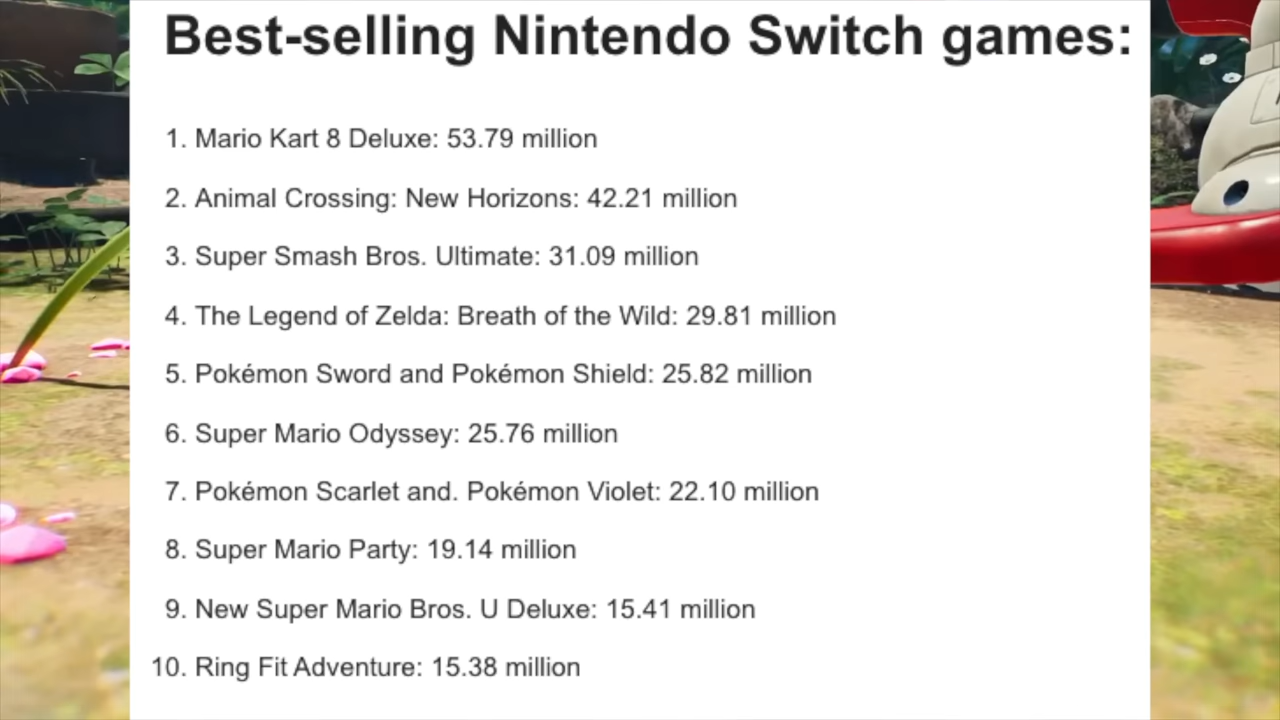 Best-selling Nintendo Switch games:
1. Mario Kart 8 Deluxe: 53.79 million
2. Animal Crossing: New Horizons: 42.21 million
3. Super Smash Bros. Ultimate: 31.09 million
4. The Legend of Zelda: Breath of the Wild: 29.81 million
5. Pokémon Sword and Pokémon Shield: 25.82 million
6. Super Mario Odyssey: 25.76 million
7. Pokémon Scarlet and. Pokémon Violet: 22.10 million
8. Super Mario Party: 19.14 million
9. New Super Mario Bros. U Deluxe: 15.41 million
10. Ring Fit Adventure: 15.38 million